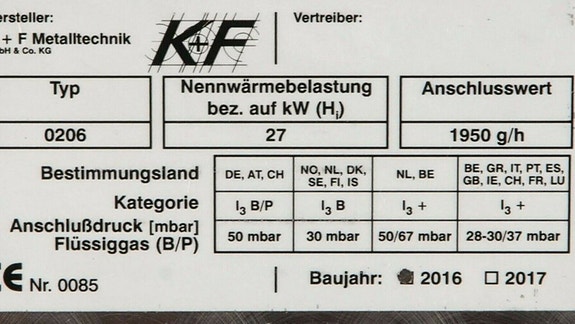 ersteller:
+ F Metalltechnik
bH & Co. KG
K+F
Vertreiber:
Typ
0206
Nennwärmebelastung
bez. auf kW (Hi)
27
Anschlusswert
1950 g/h
Bestimmungsland
DE, AT, CH
NO, NL, DK,
SE, FI, IS
NL, BE
BE, GR, IT, PT, ES,
GB, IE, CH, FR, LU
Kategorie
I3 B/P
I3 B
I3 +
I3 +
Anschlußdruck [mbar]
Flüssiggas (B/P)
50 mbar
30 mbar
50/67 mbar
28-30/37 mbar
CE Nr. 0085
Baujahr: 2016 2017